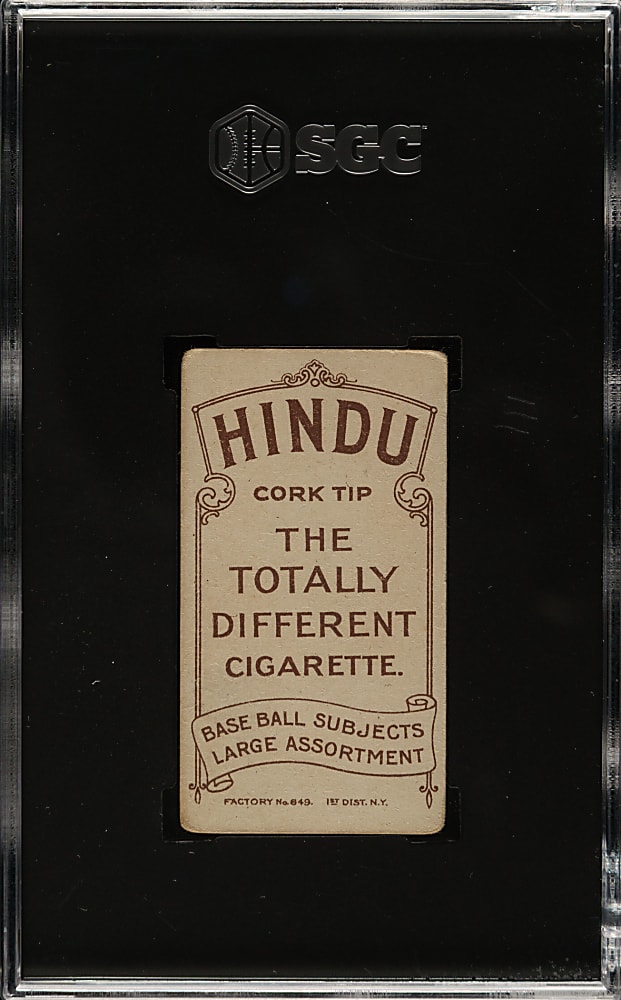 SGC
HINDU
CORK TIP
THE
TOTALLY
DIFFERENT
CIGARETTE.
BASE BALL SUBJECTS
LARGE ASSORTMENT
FACTORY No. 649. 1ST DIST. N.Y.